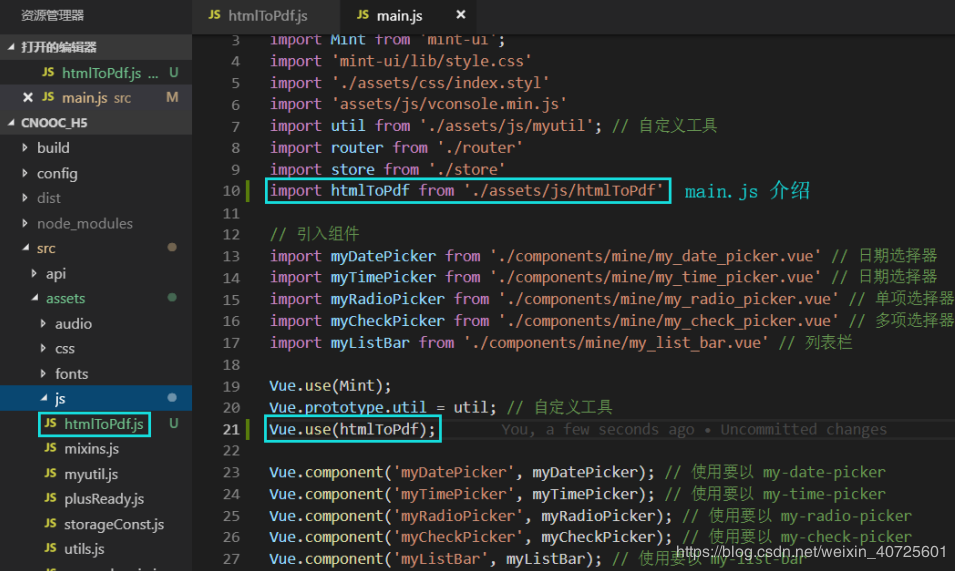 资源管理器
打开的编辑器
JS htmlToPdf.js ... U
× JS main.js src M
CNOOC_H5
build
config
dist
node_modules
src
api
assets
audio
css
fonts
js
JS htmlToPdf.js U
JS mixins.js
JS myutil.js
JS plusReady.js
JS storageConst.js
JS utils.js
JS htmlToPdf.js
JS main.js ×
3 import Mint from 'mint-ui';
4 import 'mint-ui/lib/style.css'
5 import './assets/css/index.styl'
6 import 'assets/js/vconsole.min.js'
7 import util from './assets/js/myutil'; // 自定义工具
8 import router from './router'
9 import store from './store'
10 import htmlToPdf from './assets/js/htmlToPdf' main.js 介绍
11
12 // 引入组件
13 import myDatePicker from './components/mine/my_date_picker.vue' // 日期选择器
14 import myTimePicker from './components/mine/my_time_picker.vue' // 日期选择器
15 import myRadioPicker from './components/mine/my_radio_picker.vue' // 单项选择器
16 import myCheckPicker from './components/mine/my_check_picker.vue' // 多项选择器
17 import myListBar from './components/mine/my_list_bar.vue' // 列表栏
18
19 Vue.use(Mint);
20 Vue.prototype.util = util; // 自定义工具
21 Vue.use(htmlToPdf); You, a few seconds ago • Uncommitted changes
22
23 Vue.component('myDatePicker', myDatePicker); // 使用要以 my-date-picker
24 Vue.component('myTimePicker', myTimePicker); // 使用要以 my-time-picker
25 Vue.component('myRadioPicker', myRadioPicker); // 使用要以 my-radio-picker
26 Vue.component('myCheckPicker', myCheckPicker); // 使用要以 my-check-picker
27 Vue.component('myListBar', myListBar); // 使用要以 my-list-bar
https://blog.csdn.net/weixin_40725601